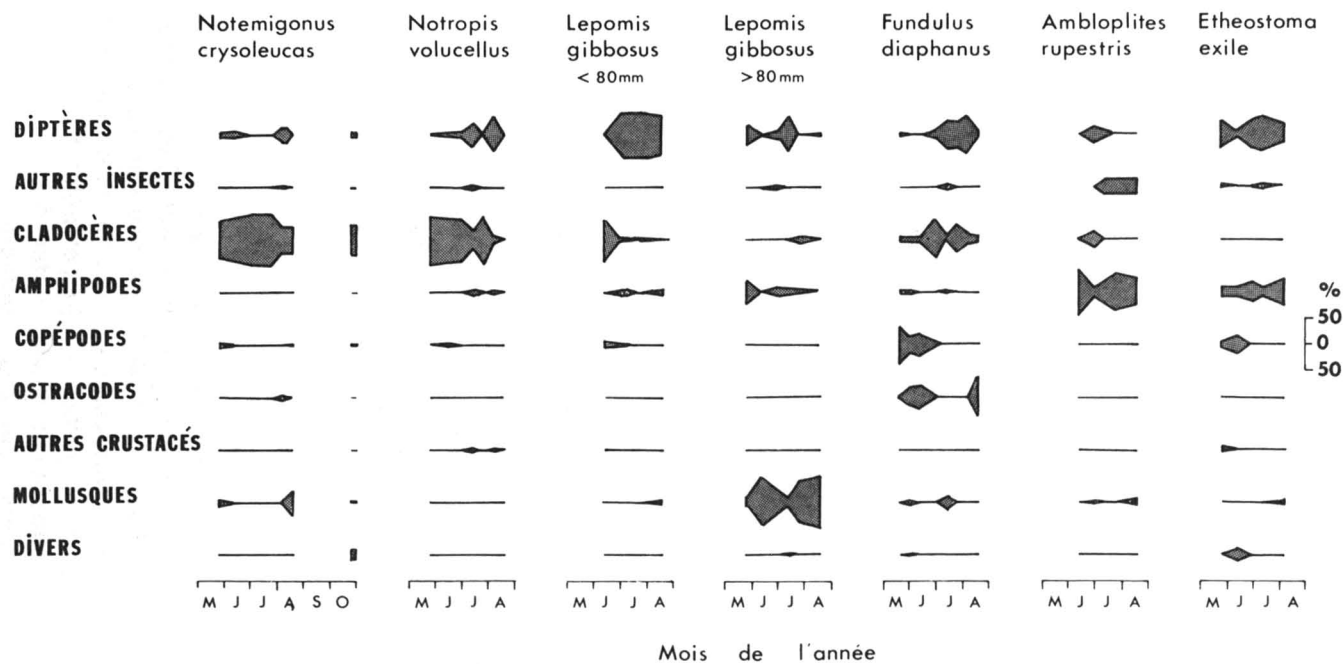 Notemigonus Notropis Lepomis Lepomis Fundulus Ambloplites Etheostoma
crysoleucas volucellus gibbosus gibbosus diaphanus rupestris exile
< 80mm >80mm
DIPTÈRES
AUTRES INSECTES
CLADOCÈRES
AMPHIPODES
%
50
COPÉPODES
0
50
OSTRACODES
AUTRES CRUSTACÉS
MOLLUSQUES
DIVERS
M J J A S O M J J A M J J A M J J A M J J A M J J A M J J A
Mois de l'année